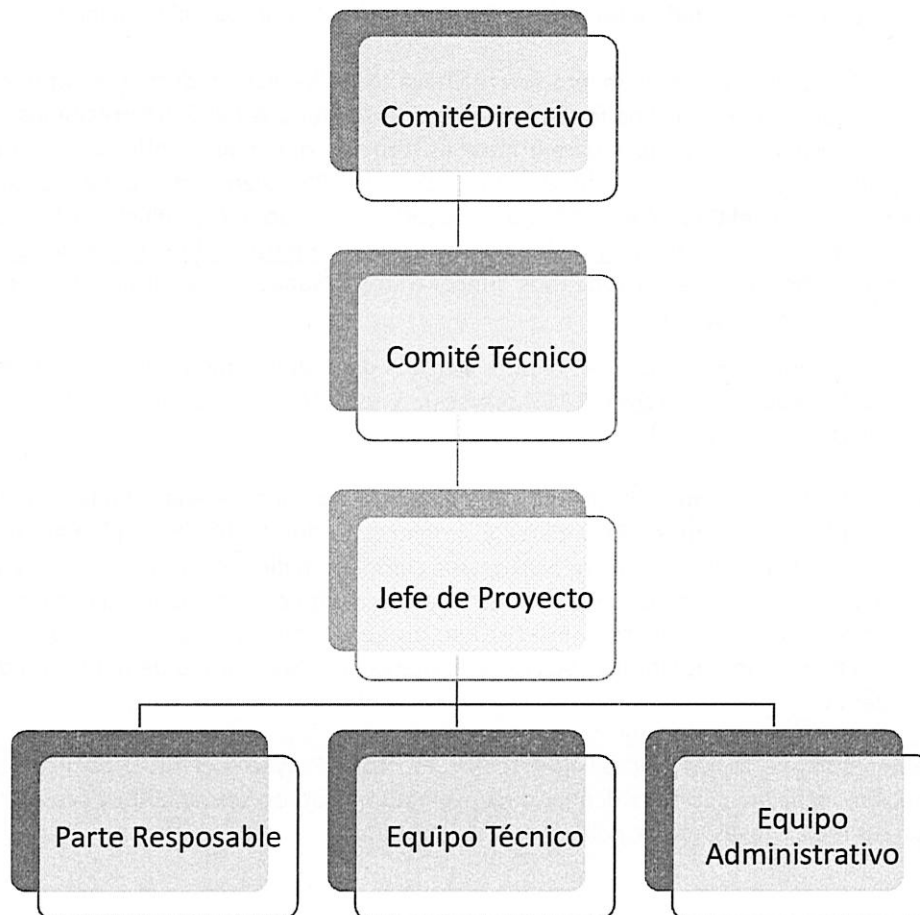 ComitéDirectivo
Comité Técnico
Jefe de Proyecto
Parte Resposable
Equipo Técnico
Equipo
Administrativo